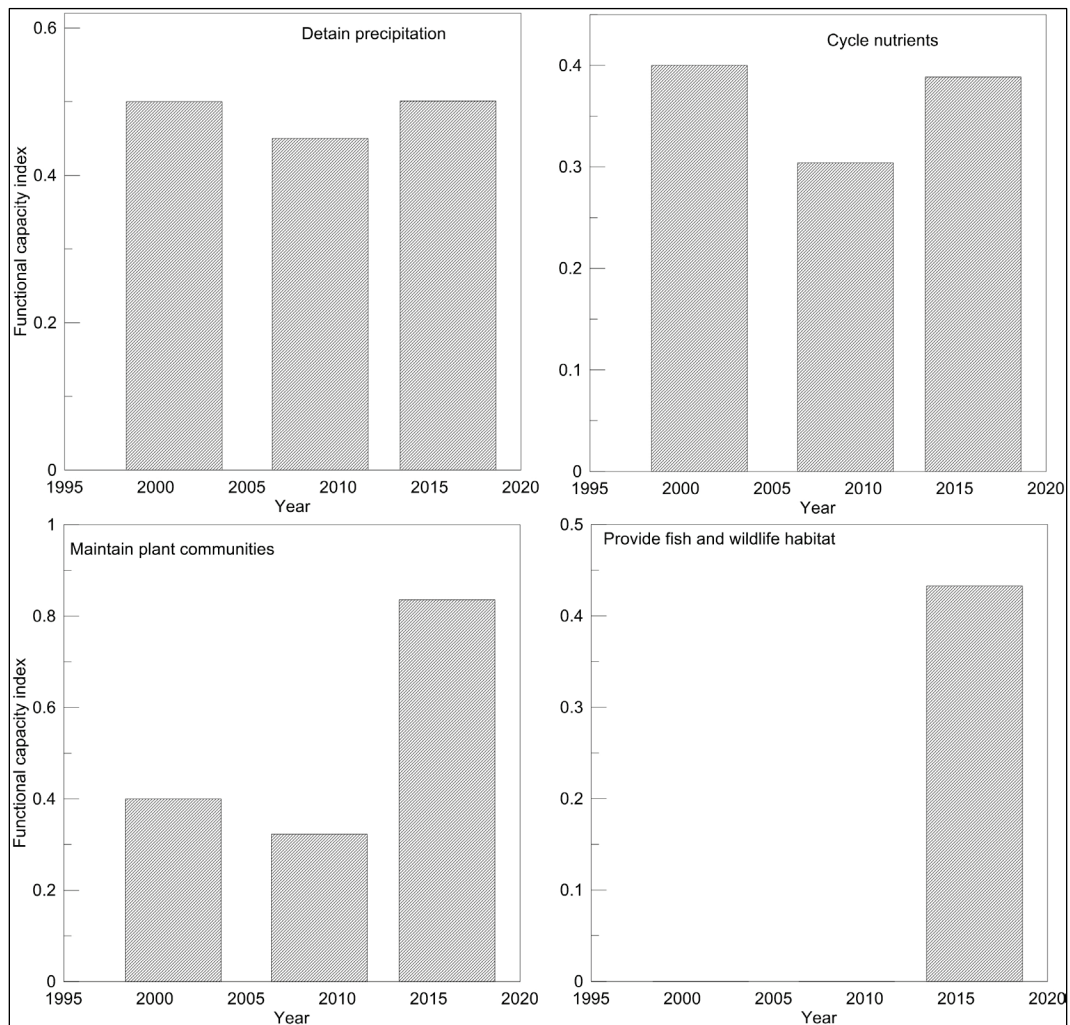 Detain precipitation
Functional capacity index
0.6
0.4
0.2
0
1995 2000 2005 2010 2015 2020
Year
Cycle nutrients
0.4
0.3
0.2
0.1
0
1995 2000 2005 2010 2015 2020
Year
Maintain plant communities
Functional capacity index
1
0.8
0.6
0.4
0.2
0
1995 2000 2005 2010 2015 2020
Year
Provide fish and wildlife habitat
0.5
0.4
0.3
0.2
0.1
0
1995 2000 2005 2010 2015 2020
Year